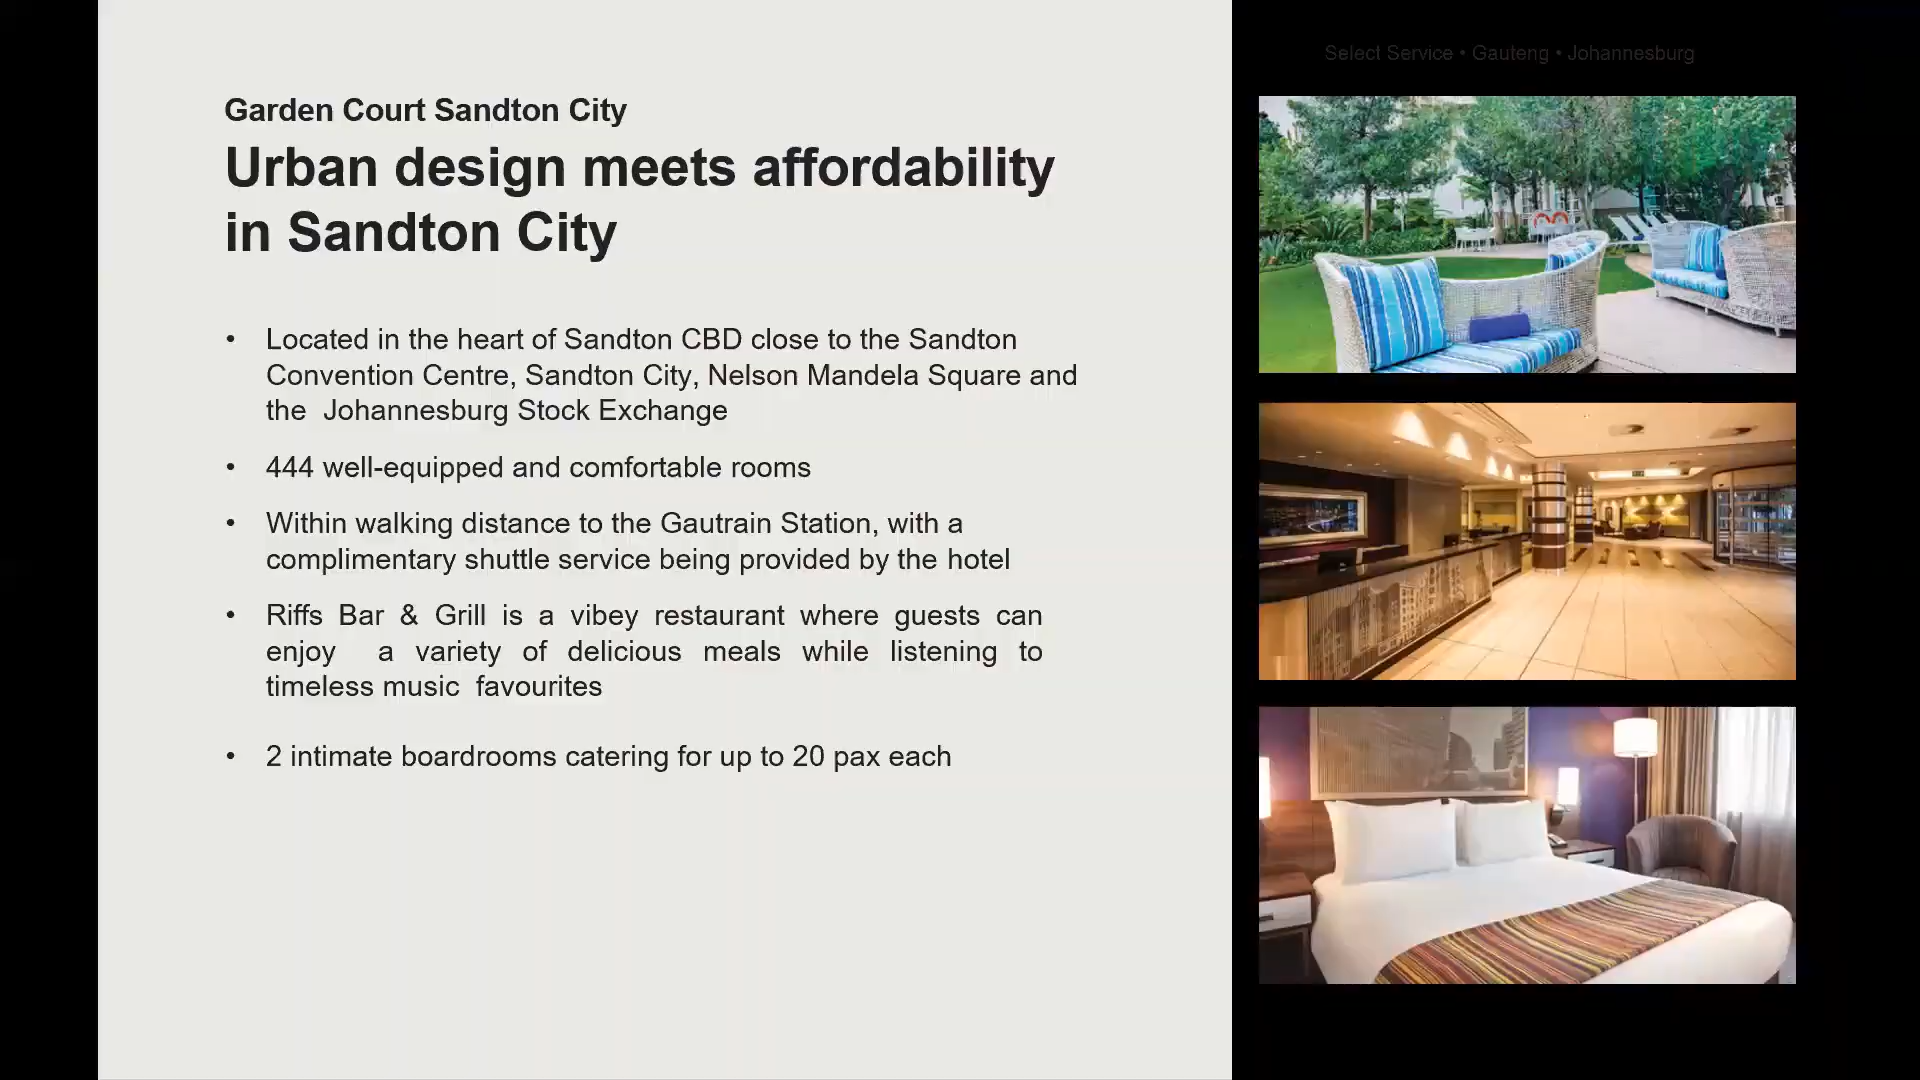 Select Service • Gauteng • Johannesburg
Garden Court Sandton City
Urban design meets affordability
in Sandton City
• Located in the heart of Sandton CBD close to the Sandton
Convention Centre, Sandton City, Nelson Mandela Square and
the Johannesburg Stock Exchange
• 444 well-equipped and comfortable rooms
• Within walking distance to the Gautrain Station, with a
complimentary shuttle service being provided by the hotel
• Riffs Bar & Grill is a vibey restaurant where guests can
enjoy a variety of delicious meals while listening to
timeless music favourites
• 2 intimate boardrooms catering for up to 20 pax each